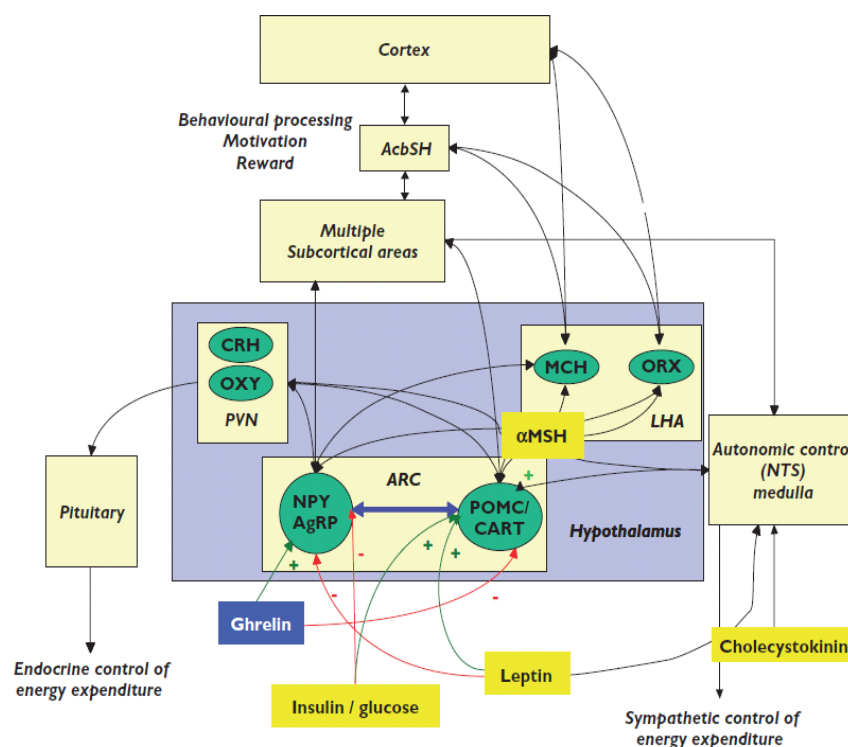 Cortex
Behavioural processing
Motivation
Reward
AcbSH
Multiple
Subcortical areas
CRH
OXY
PVN
MCH
ORX
LHA
αMSH
ARC
NPY
AgRP
POMC/
CART
+
Hypothalamus
Pituitary
Autonomic control
(NTS)
medulla
+
-
+
+
-
-
Ghrelin
Insulin / glucose
Leptin
Cholecystokinin
Endocrine control of
energy expenditure
Sympathetic control of
energy expenditure